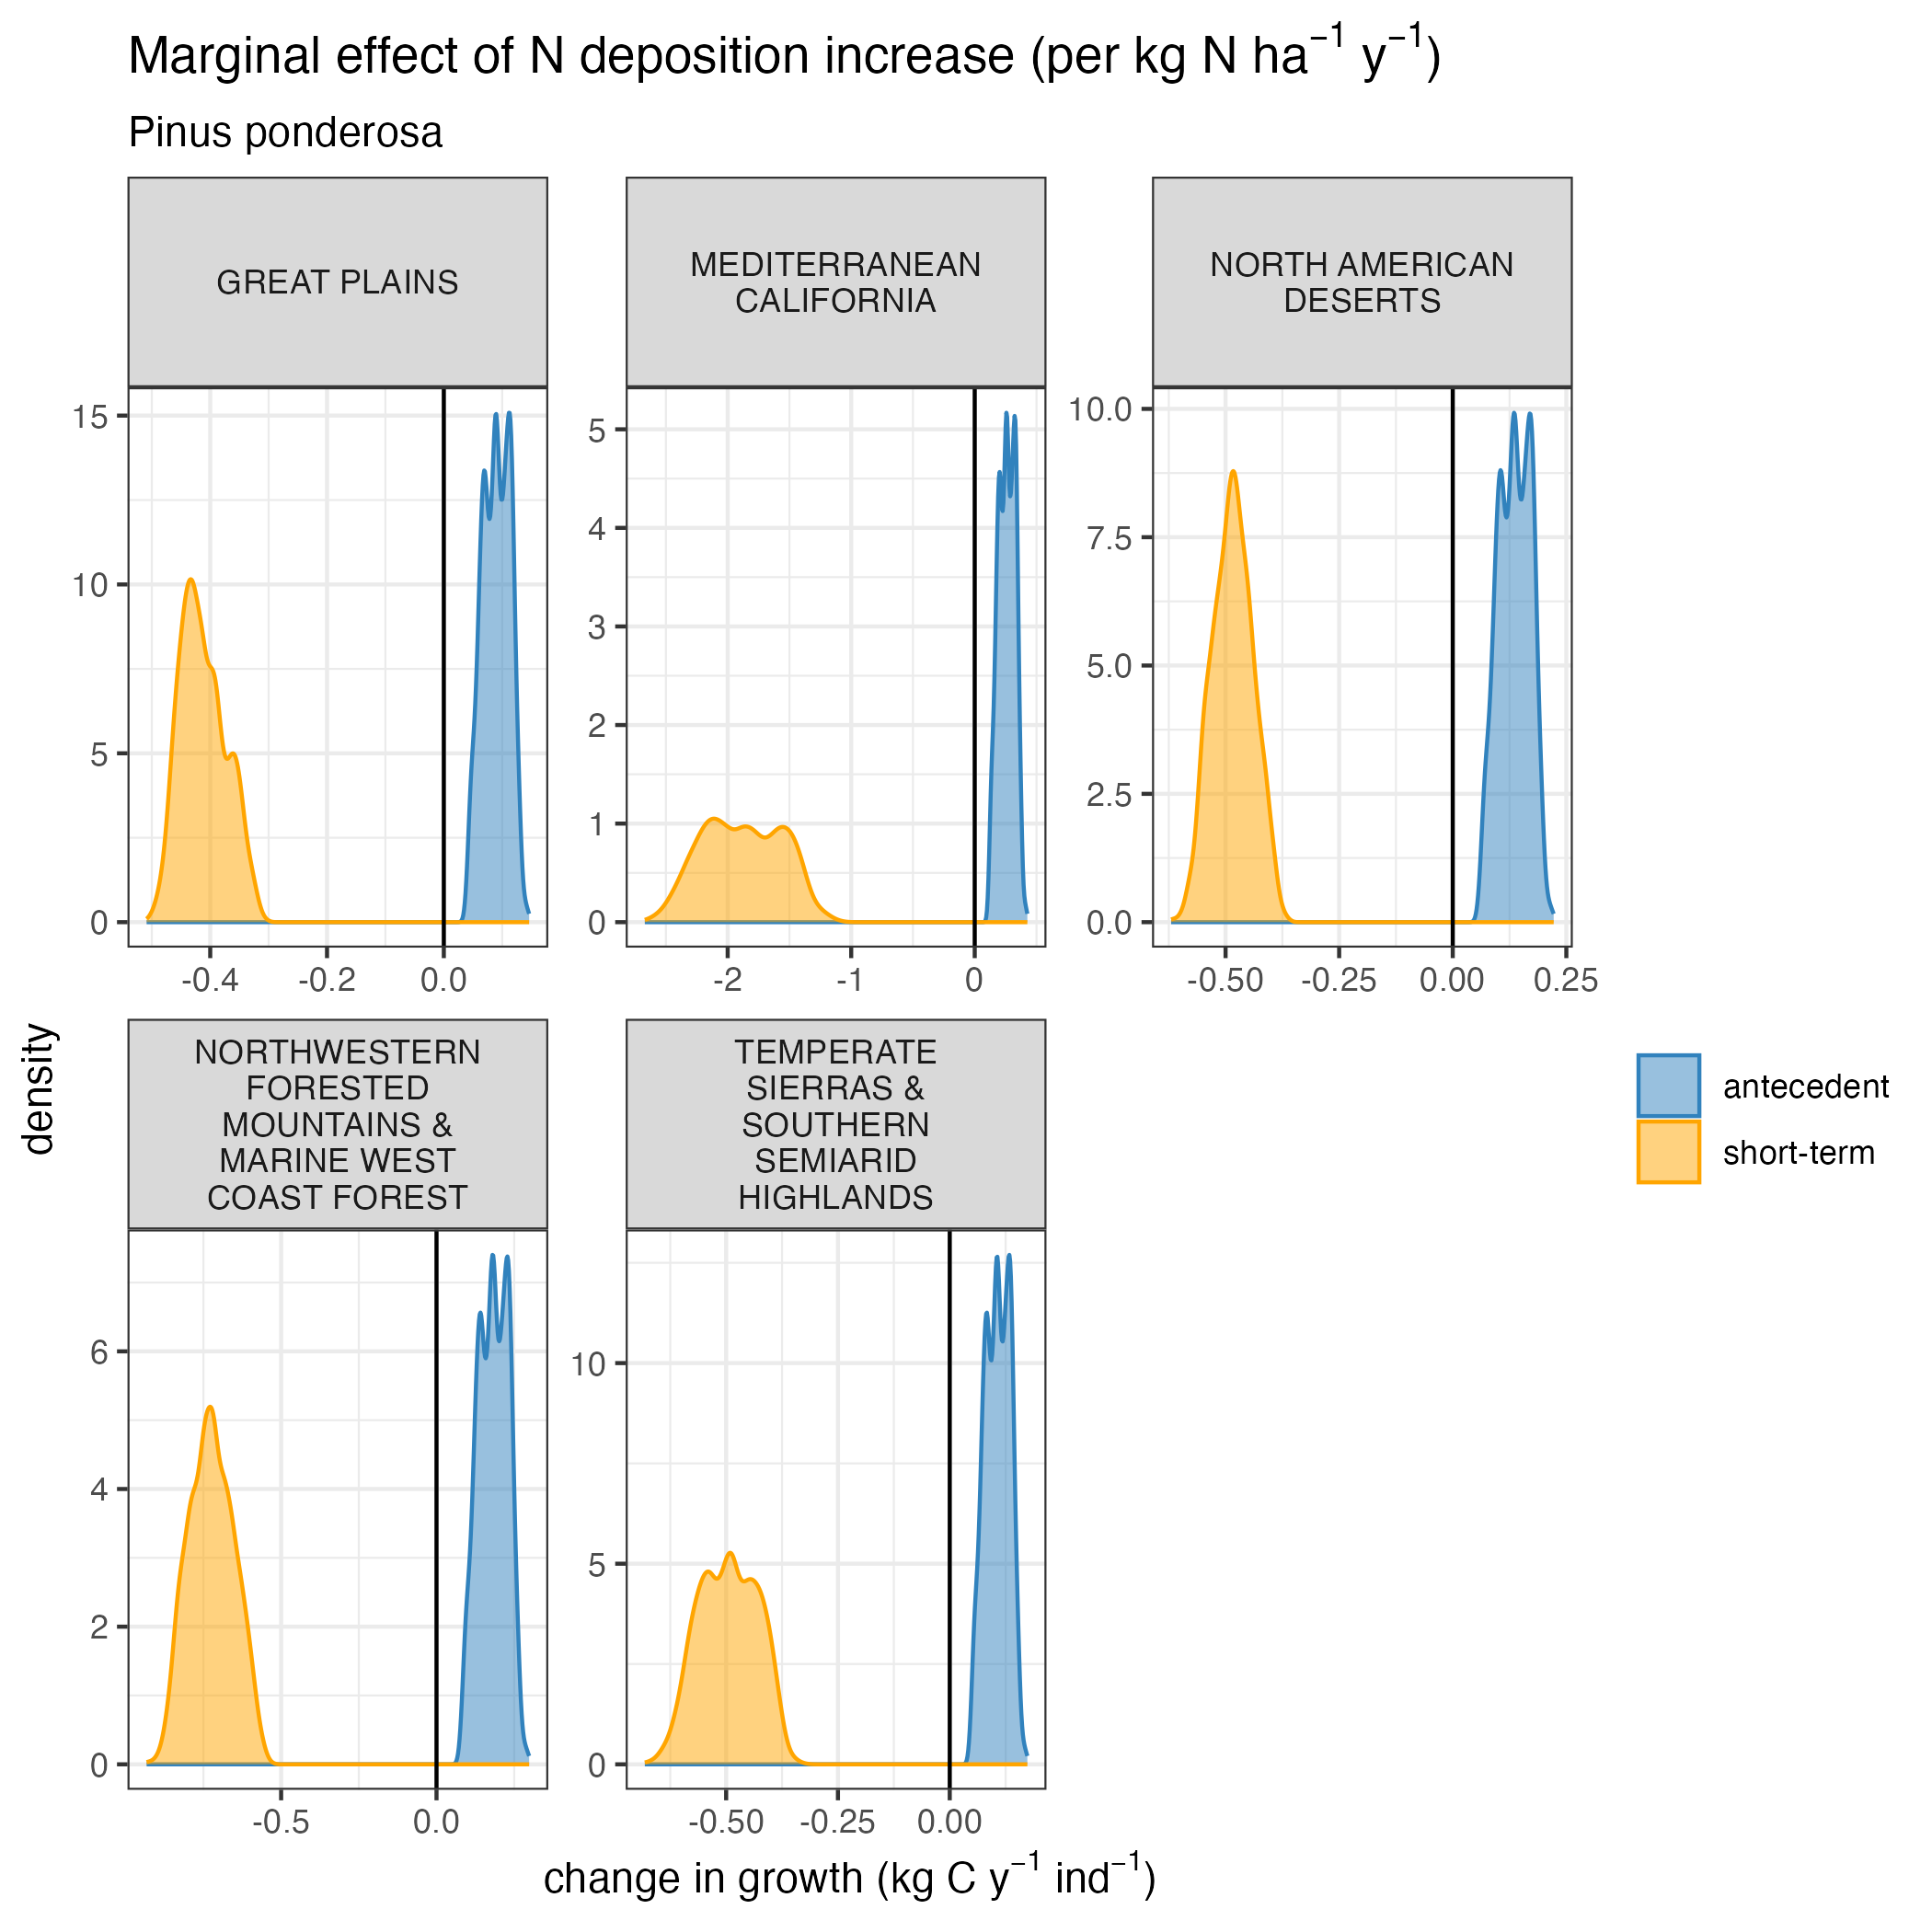 Marginal effect of N deposition increase (per kg N ha⁻¹ y⁻¹)
Pinus ponderosa
GREAT PLAINS
MEDITERRANEAN
CALIFORNIA
NORTH AMERICAN
DESERTS
15
10
5
0
-0.4 -0.2 0.0
5
4
3
2
1
0
-2 -1 0
10.0
7.5
5.0
2.5
0.0
-0.50 -0.25 0.00 0.25
NORTHWESTERN
FORESTED
MOUNTAINS &
MARINE WEST
COAST FOREST
TEMPERATE
SIERRAS &
SOUTHERN
SEMIARID
HIGHLANDS
6
4
2
0
-0.5 0.0
10
5
0
-0.50 -0.25 0.00
density
change in growth (kg C y⁻¹ ind⁻¹)
antecedent
short-term